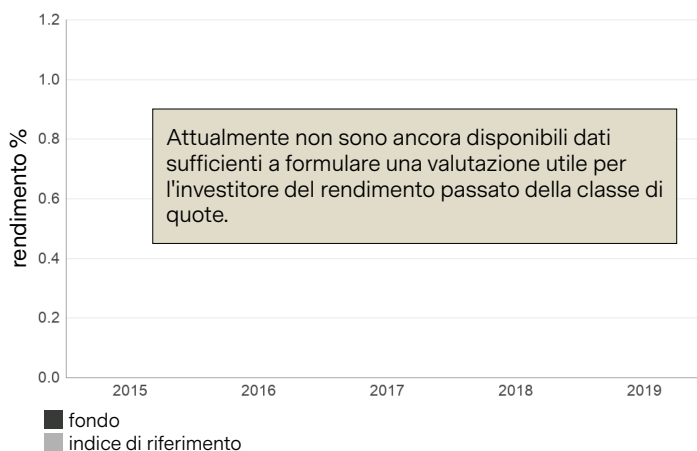 1.2
1.0
0.8
0.6
0.4
0.2
0.0
rendimento %
Attualmente non sono ancora disponibili dati
sufficienti a formulare una valutazione utile per
l'investitore del rendimento passato della classe di
quote.
2015 2016 2017 2018 2019
fondo
indice di riferimento